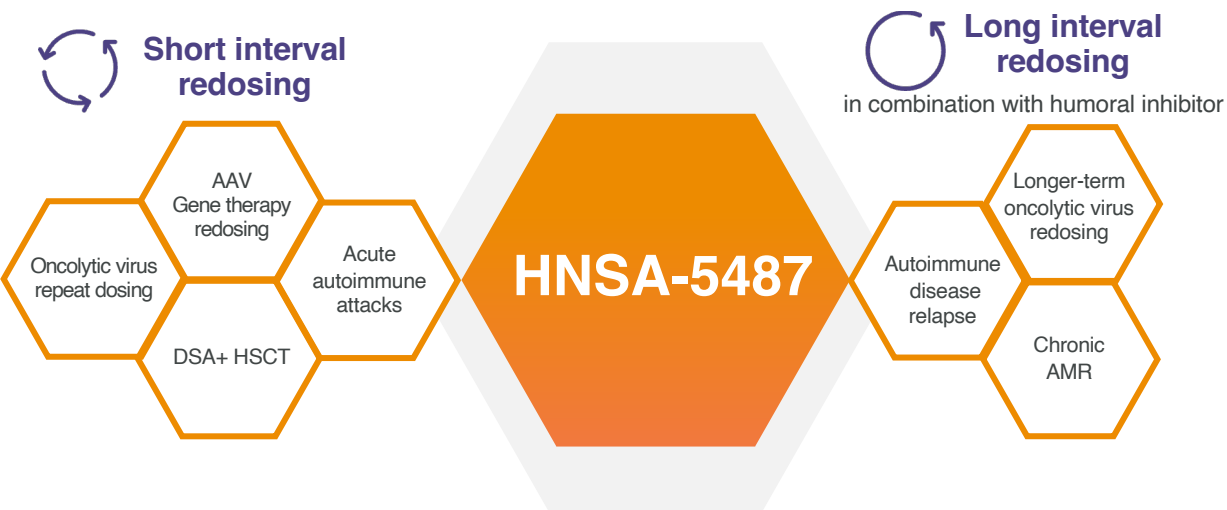 Short interval
redosing
AAV
Gene therapy
redosing
Oncolytic virus
repeat dosing
Acute
autoimmune
attacks
DSA+ HSCT
HNSA-5487
Long interval
redosing
in combination with humoral inhibitor
Longer-term
oncolytic virus
redosing
Autoimmune
disease
relapse
Chronic
AMR